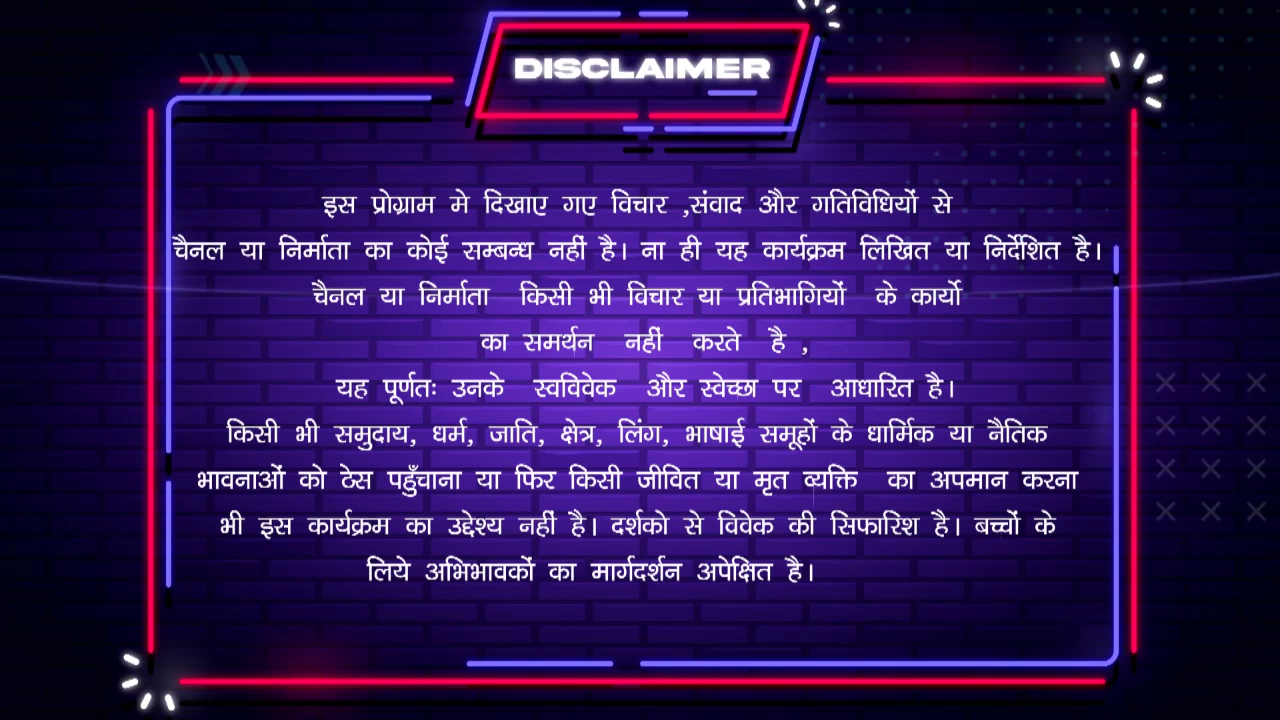 DISCLAIMER
इस प्रोग्राम मे दिखाए गए विचार ,संवाद और गतिविधियों से
चैनल या निर्माता का कोई सम्बन्ध नहीं है। ना ही यह कार्यक्रम लिखित या निर्देशित है।
चैनल या निर्माता किसी भी विचार या प्रतिभागियों के कार्यो
का समर्थन नहीं करते है ,
यह पूर्णतः उनके स्वविवेक और स्वेच्छा पर आधारित है।
किसी भी समुदाय, धर्म, जाति, क्षेत्र, लिंग, भाषाई समूहों के धार्मिक या नैतिक
भावनाओं को टेस पहुँचाना या फिर किसी जीवित या मृत व्यक्ति का अपमान करना
भी इस कार्यक्रम का उद्देश्य नहीं है। दर्शको से विवेक की सिफारिश है। बच्चों के
लिये अभिभावकों का मार्गदर्शन अपेक्षित है।